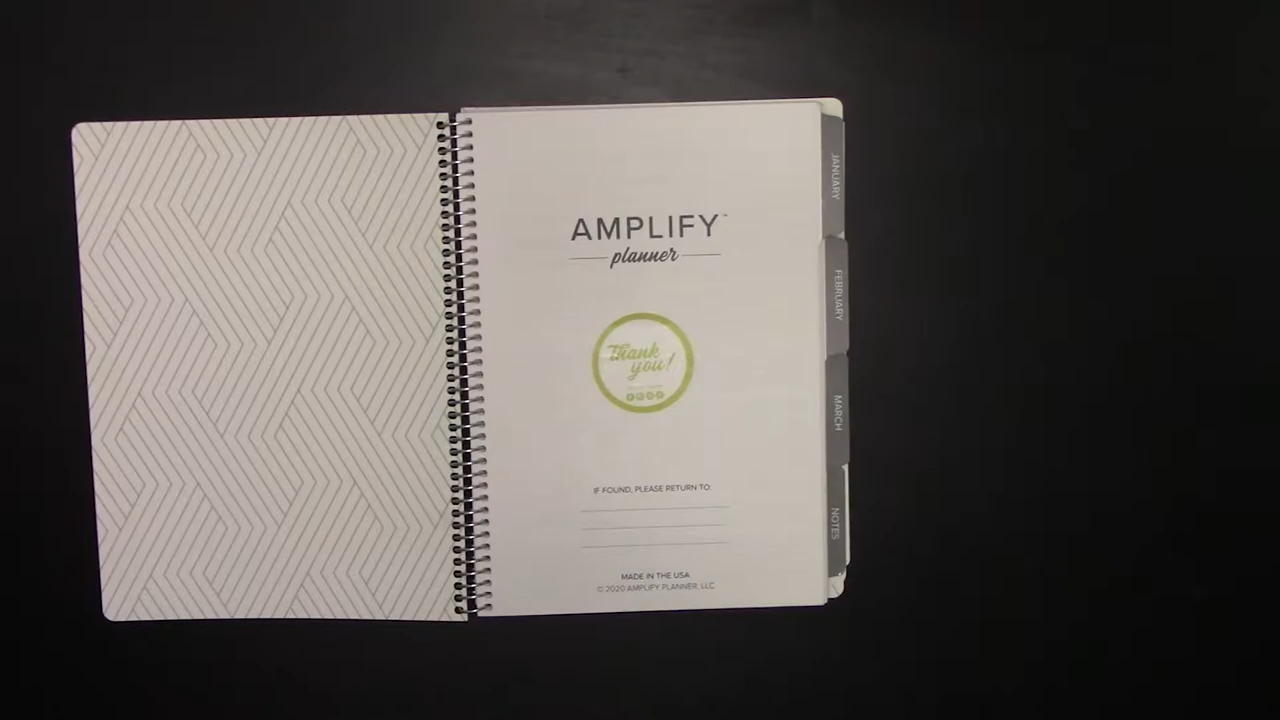 AMPLIFY™
planner
Thank
you!
IF FOUND, PLEASE RETURN TO:
MADE IN THE USA
© 2020 AMPLIFY PLANNER, LLC
JANUARY
FEBRUARY
MARCH
NOTES